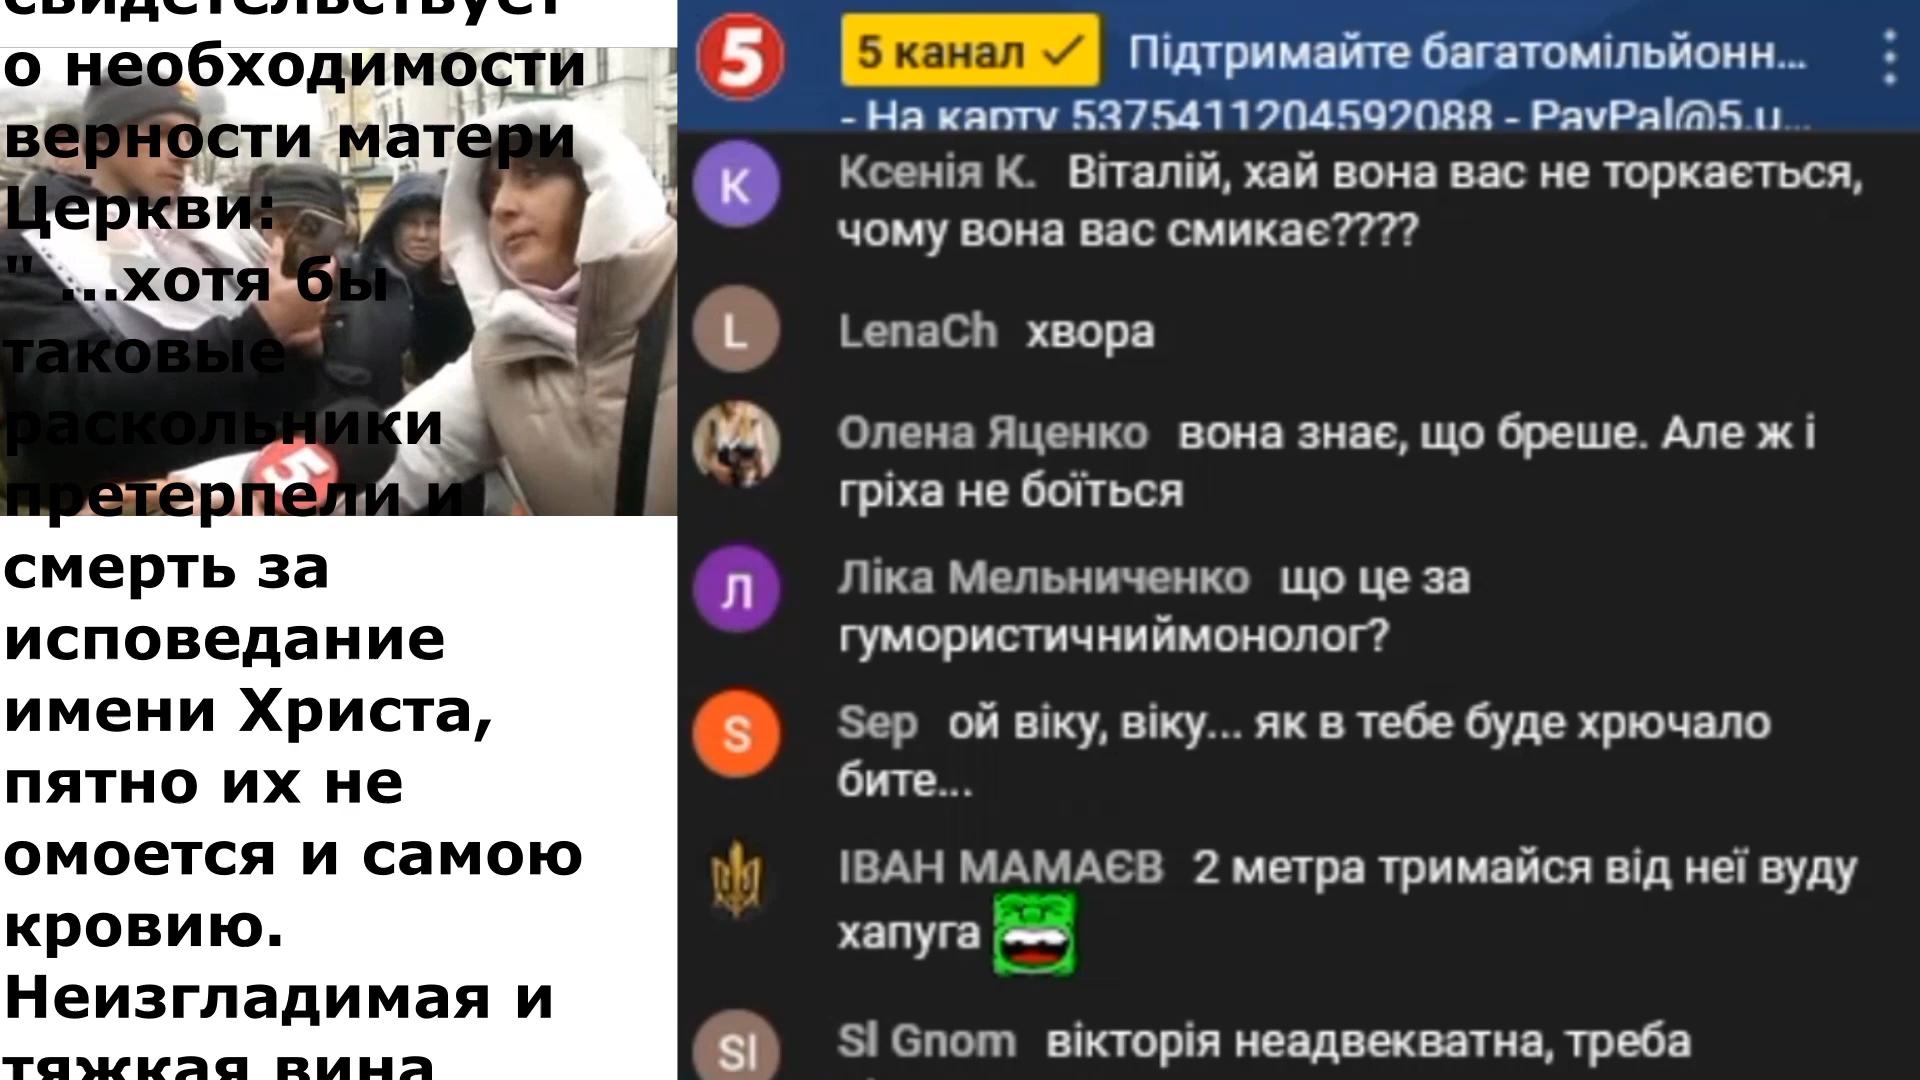 свидетельствует
о необходимости
верности матери
Церкви:
"...хотя бы
таковые
раскольники
претерпели и
смерть за
исповедание
имени Христа,
пятно их не
омоется и самою
кровию.
Неизгладимая и
тяжкая вина
5
5
5 канал Підтримайте багатомільйонн...
- На карту 5375411204592088 - PayPal@5.u...
K
Ксенія К. Віталій, хай вона вас не торкається,
чому вона вас смикає????
L
LenaCh хвора
Олена Яценко вона знає, що бреше. Але ж і
гріха не боїться
Л
Ліка Мельниченко що це за
гумористичниймонолог?
S
Sep ой віку, віку... як в тебе буде хрючало
бите...
ІВАН МАМАЄВ 2 метра тримайся від неї вуду
хапуга
Sl
Sl Gnom вікторія неадвекватна, треба